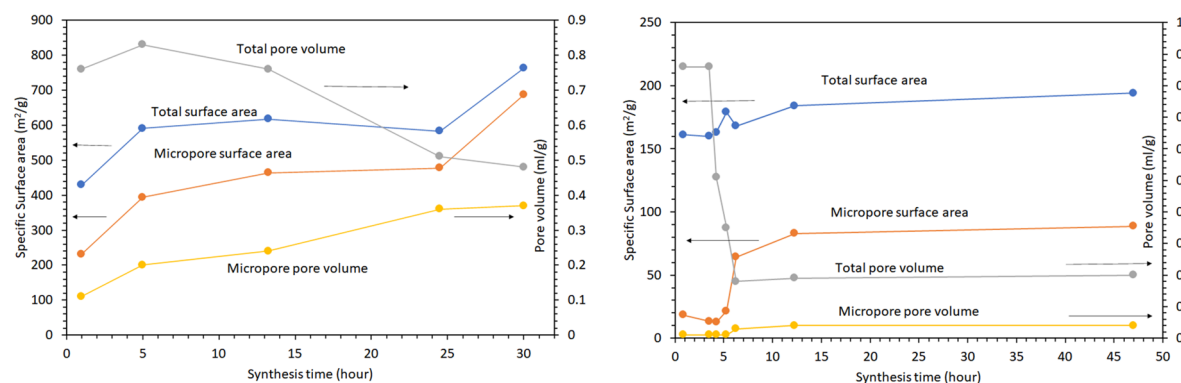 900
800
700
600
500
400
300
200
100
0
Specific Surface area (m²/g)
Total pore volume
Total surface area
Micropore surface area
Micropore pore volume
0.9
0.8
0.7
0.6
0.5
0.4
0.3
0.2
0.1
0
Pore volume (ml/g)
0 5 10 15 20 25 30
Synthesis time (hour)
250
200
150
100
50
0
Specific Surface area (m²/g)
Total surface area
Micropore surface area
Total pore volume
Micropore pore volume
1
0
Pore volume (ml/g)
0 5 10 15 20 25 30 35 40 45 50
Synthesis time (hour)